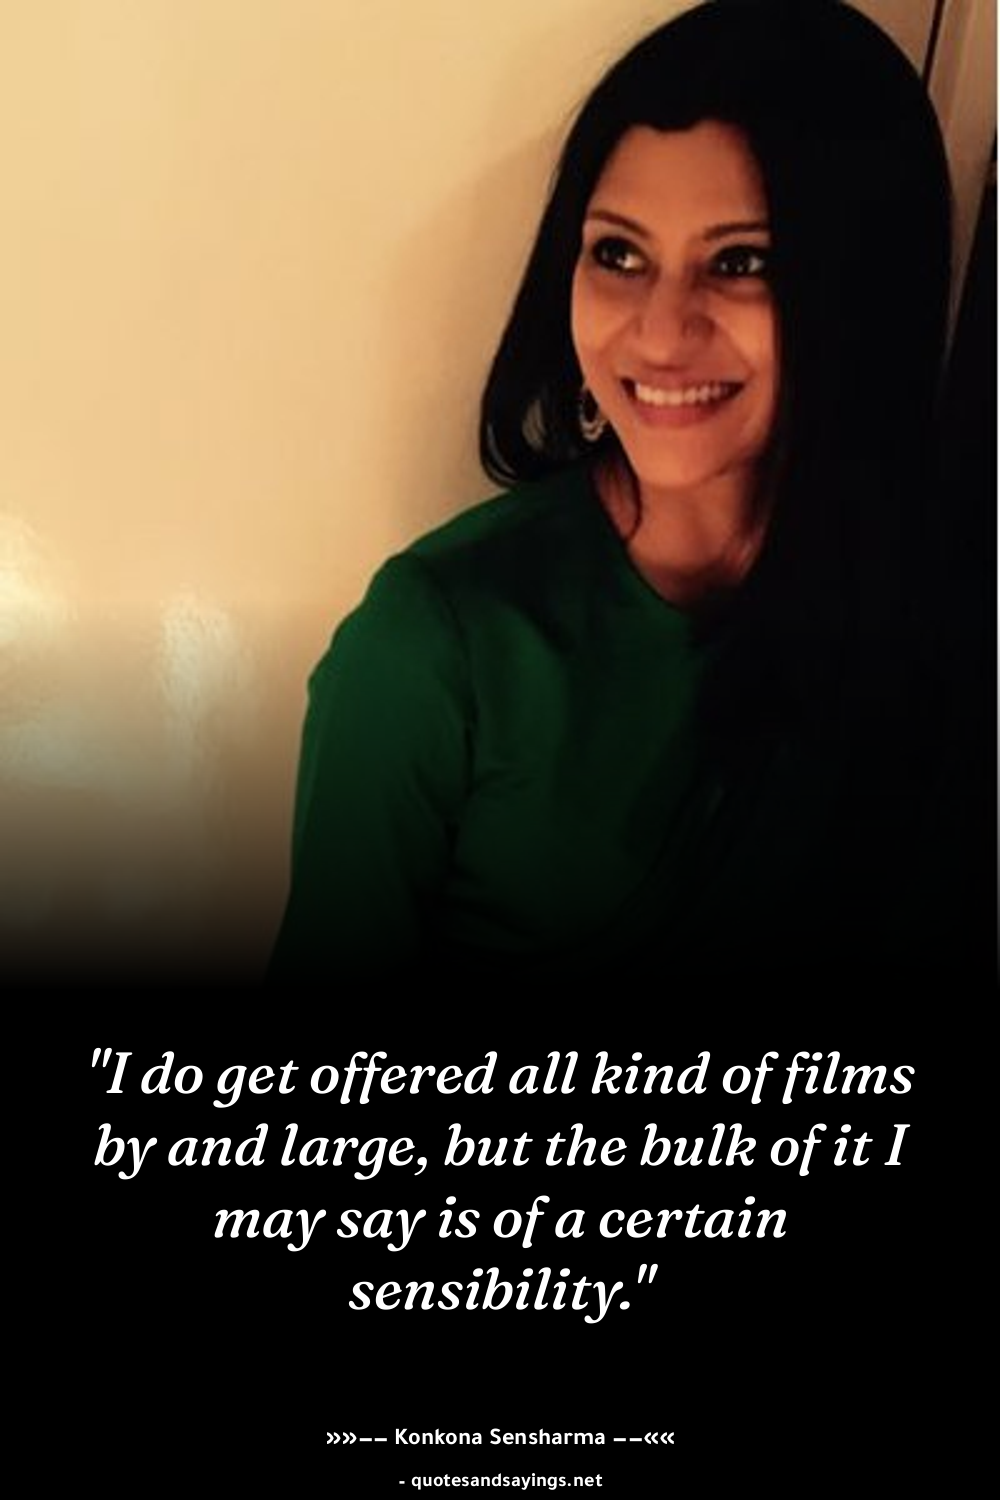 "I do get offered all kind of films
by and large, but the bulk of it I
may say is of a certain
sensibility."
»»−− Konkona Sensharma −−««
- quotesandsayings.net